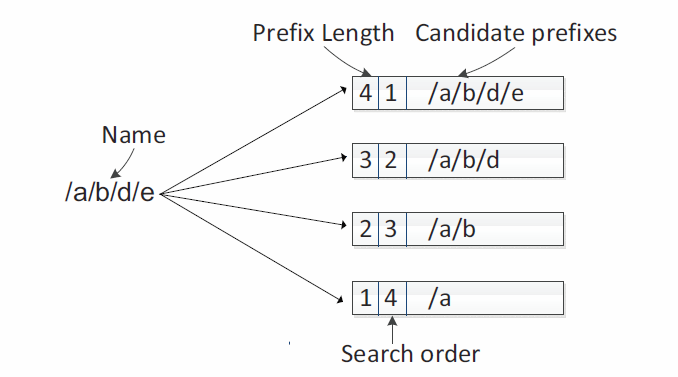 Prefix Length Candidate prefixes
4 1 /a/b/d/e
Name
3 2 /a/b/d
/a/b/d/e
2 3 /a/b
1 4 /a
Search order